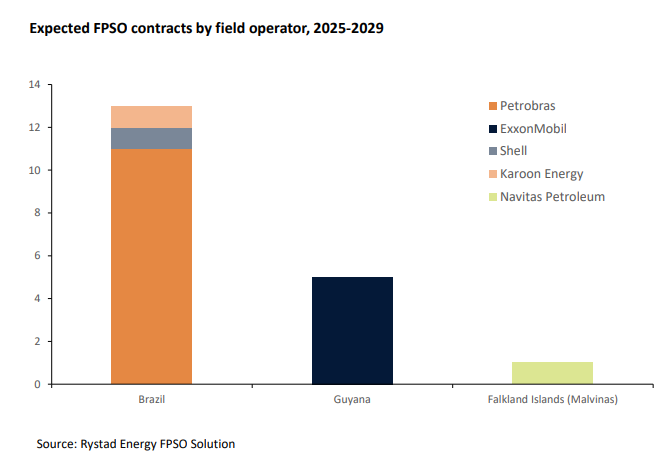 Expected FPSO contracts by field operator, 2025-2029
14
12
10
8
6
4
2
0
Petrobras
ExxonMobil
Shell
Karoon Energy
Navitas Petroleum
Brazil
Guyana
Falkland Islands (Malvinas)
Source: Rystad Energy FPSO Solution